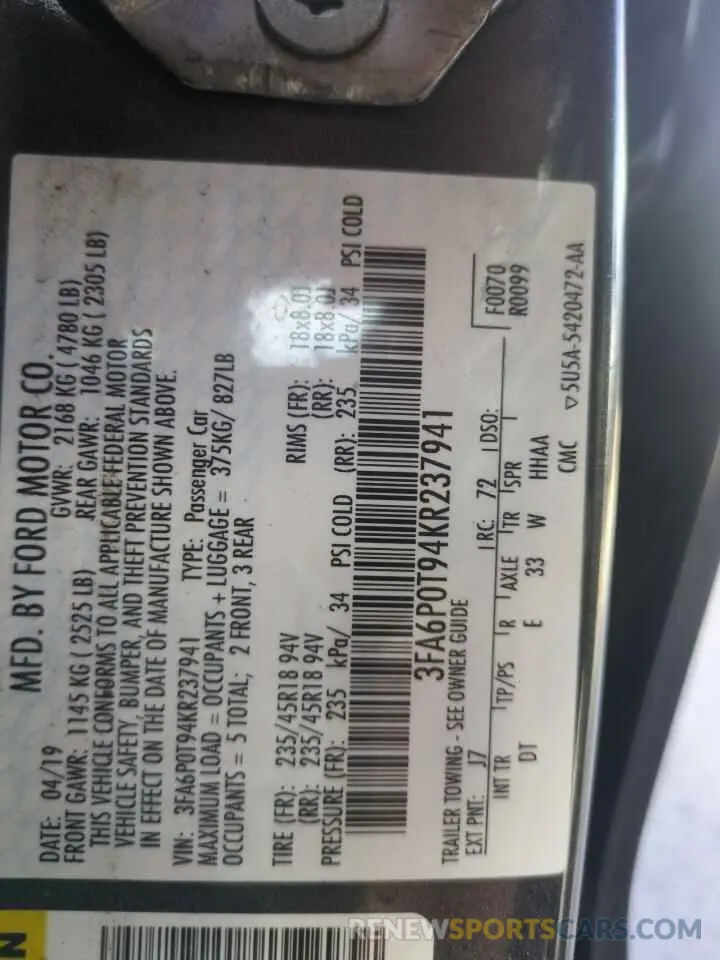 MFD. BY FORD MOTOR CO.
DATE: 04/19 GVWR: 2168 KG ( 4780 LB)
FRONT GAWR: 1145 KG ( 2525 LB) REAR GAWR: 1046 KG ( 2305 LB)
THIS VEHICLE CONFORMS TO ALL APPLICABLE FEDERAL MOTOR
VEHICLE SAFETY, BUMPER, AND THEFT PREVENTION STANDARDS
IN EFFECT ON THE DATE OF MANUFACTURE SHOWN ABOVE.
VIN: 3FA6P0T94KR237941 TYPE: Passenger Car
MAXIMUM LOAD = OCCUPANTS + LUGGAGE = 375KG/ 827LB
OCCUPANTS = 5 TOTAL; 2 FRONT, 3 REAR
TIRE (FR): 235/45R18 94V RIMS (FR): 18x8.0J
(RR): 235/45R18 94V (RR): 18x8.0J
PRESSURE (FR): 235 kPa/ 34 PSI COLD (RR): 235 kPa/ 34 PSI COLD
3FA6P0T94KR237941
TRAILER TOWING - SEE OWNER GUIDE
EXT PNT: J7 RC: 72 DSO: F0070
R0099
INT TR TP/PS R AXLE TR SPR
DT E 33 W HHAA
CMC ▽5U5A-5420472-AA
N
RENEWSPORTSCARS.COM